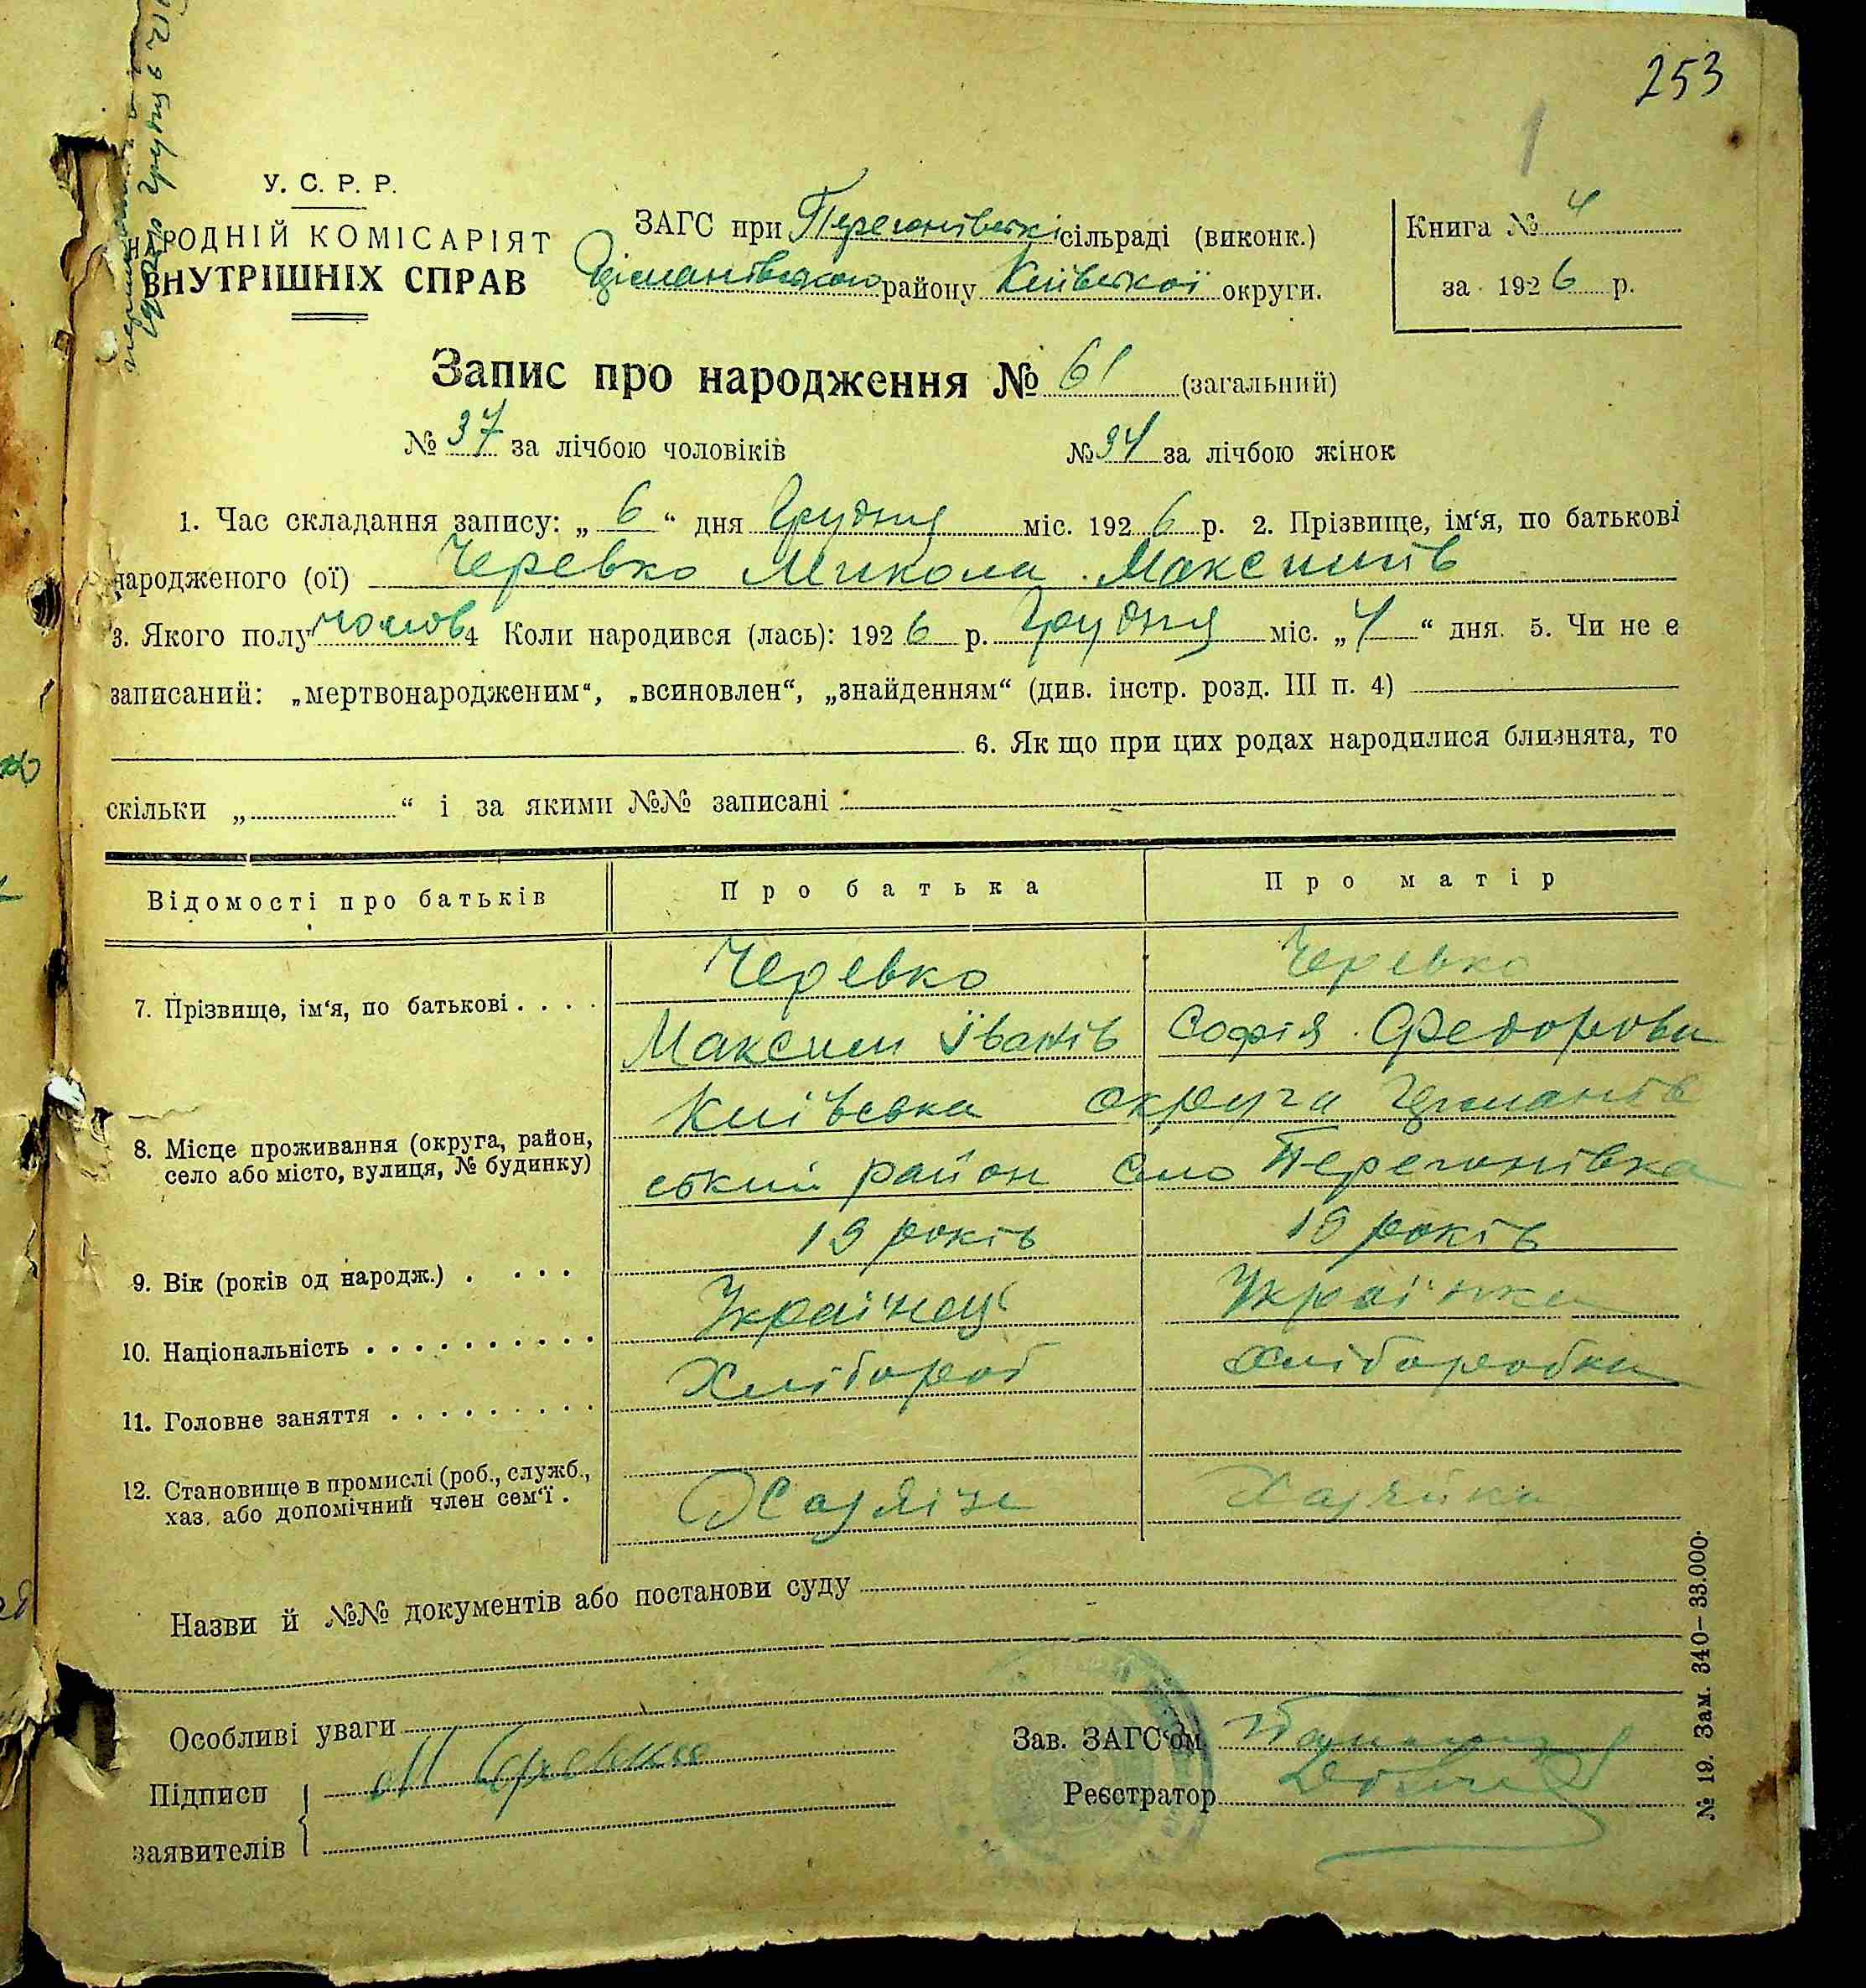 253
1
У. С. Р. Р.
НАРОДНІЙ КОМІСАРІЯТ
ВНУТРІШНІХ СПРАВ
ЗАГС при Перегонівські сільраді (виконк.)
району Київської округи.
Книга № 4
за 1926 р.
Запис про народження № 61 (загальний)
№ 37 за лічбою чоловіків № 34 за лічбою жінок
1. Час складання запису: „ 6 “ дня Грудня міс. 1926 р. 2. Прізвище, ім‘я, по батькові
народженого (ої) Черевко Микола Максимів
3. Якого полу чолов 4 Коли народився (лась): 1926 р. Грудня міс. „ 4 “ дня. 5. Чи не е
записаний: „мертвонародженим“, „всиновлен“, „знайденням“ (див. інстр. розд. III п. 4)
6. Як що при цих родах народилися близнята, то
скільки „ “ і за якими №№ записані
Відомості про батьків Про батька Про матір
Черевко Черевко
7. Прізвище, ім‘я, по батькові . . . .
Максим Їванів Софія Федорови
Київська округа Гермнів
8. Місце проживання (округа, район,
село або місто, вулиця, № будинку)
ський район Село Перегонівка
19 років 19 років
9. Вік (років од народж.) . . . .
Українец Українка
10. Національність . . . . . . . . . .
Хлібороб Хліборобка
11. Головне заняття . . . . . . . . .
12. Становище в промислі (роб., служб.,
хаз. або допомічний член сем‘ї .
Хазяїн Хазяйка
Назви й №№ документів або постанови суду
Особливі уваги
Підписи М Черевко
заявителів
Зав. ЗАГС‘ом
Реєстратор
№ 19. Зам. 340—33.000.